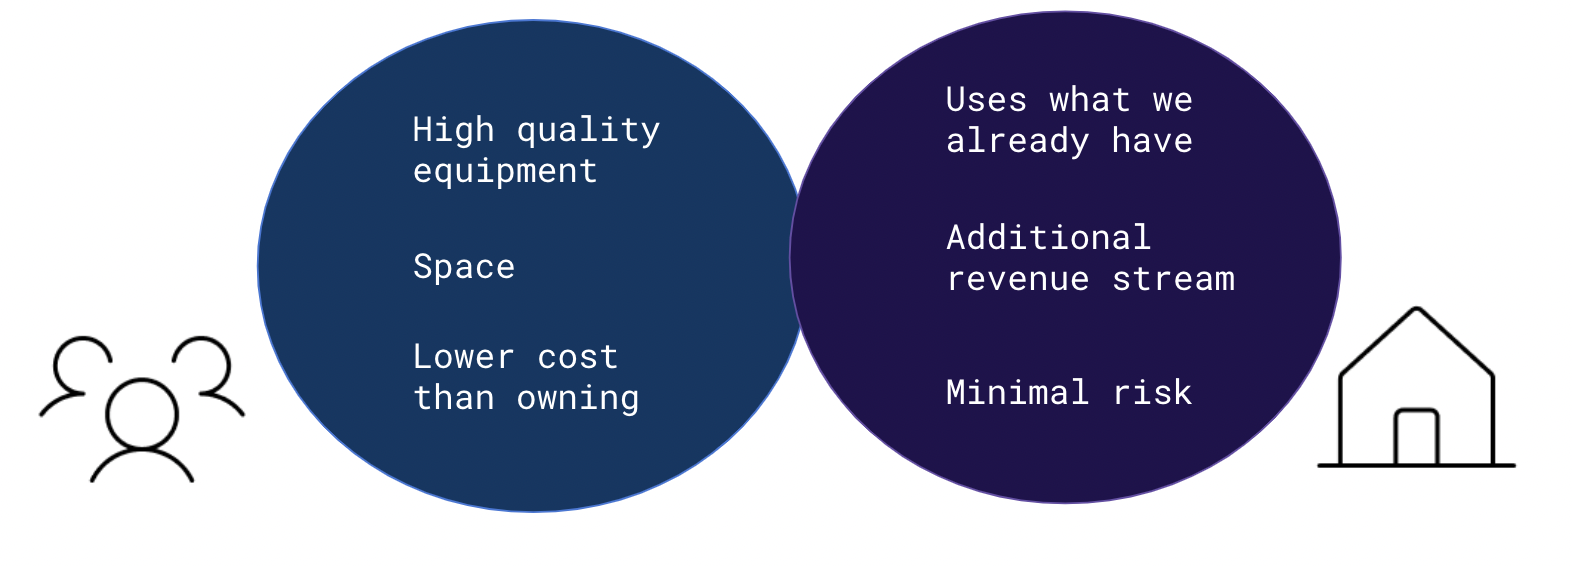 High quality
equipment
Space
Lower cost
than owning
Uses what we
already have
Additional
revenue stream
Minimal risk